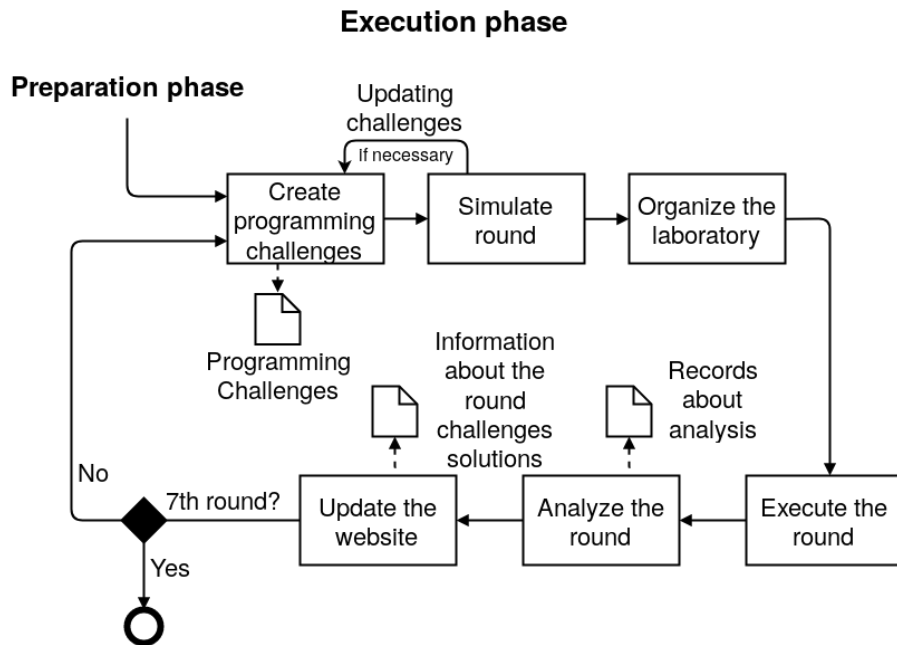 Execution phase
Preparation phase
Updating
challenges
if necessary
Create
programming
challenges
Simulate
round
Organize the
laboratory
Programming
Challenges
Information
about the
round
challenges
solutions
Records
about
analysis
No
7th round?
Update the
website
Analyze the
round
Execute the
round
Yes